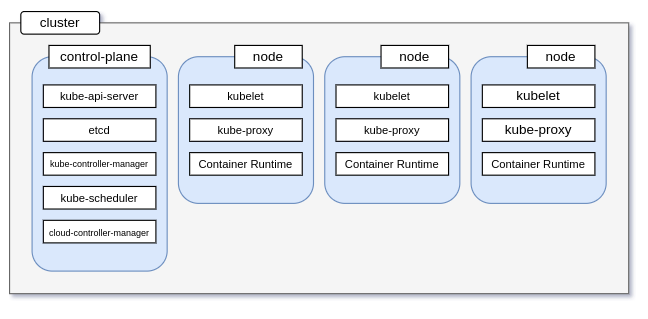 cluster
control-plane
kube-api-server
etcd
kube-controller-manager
kube-scheduler
cloud-controller-manager
node
kubelet
kube-proxy
Container Runtime
node
kubelet
kube-proxy
Container Runtime
node
kubelet
kube-proxy
Container Runtime